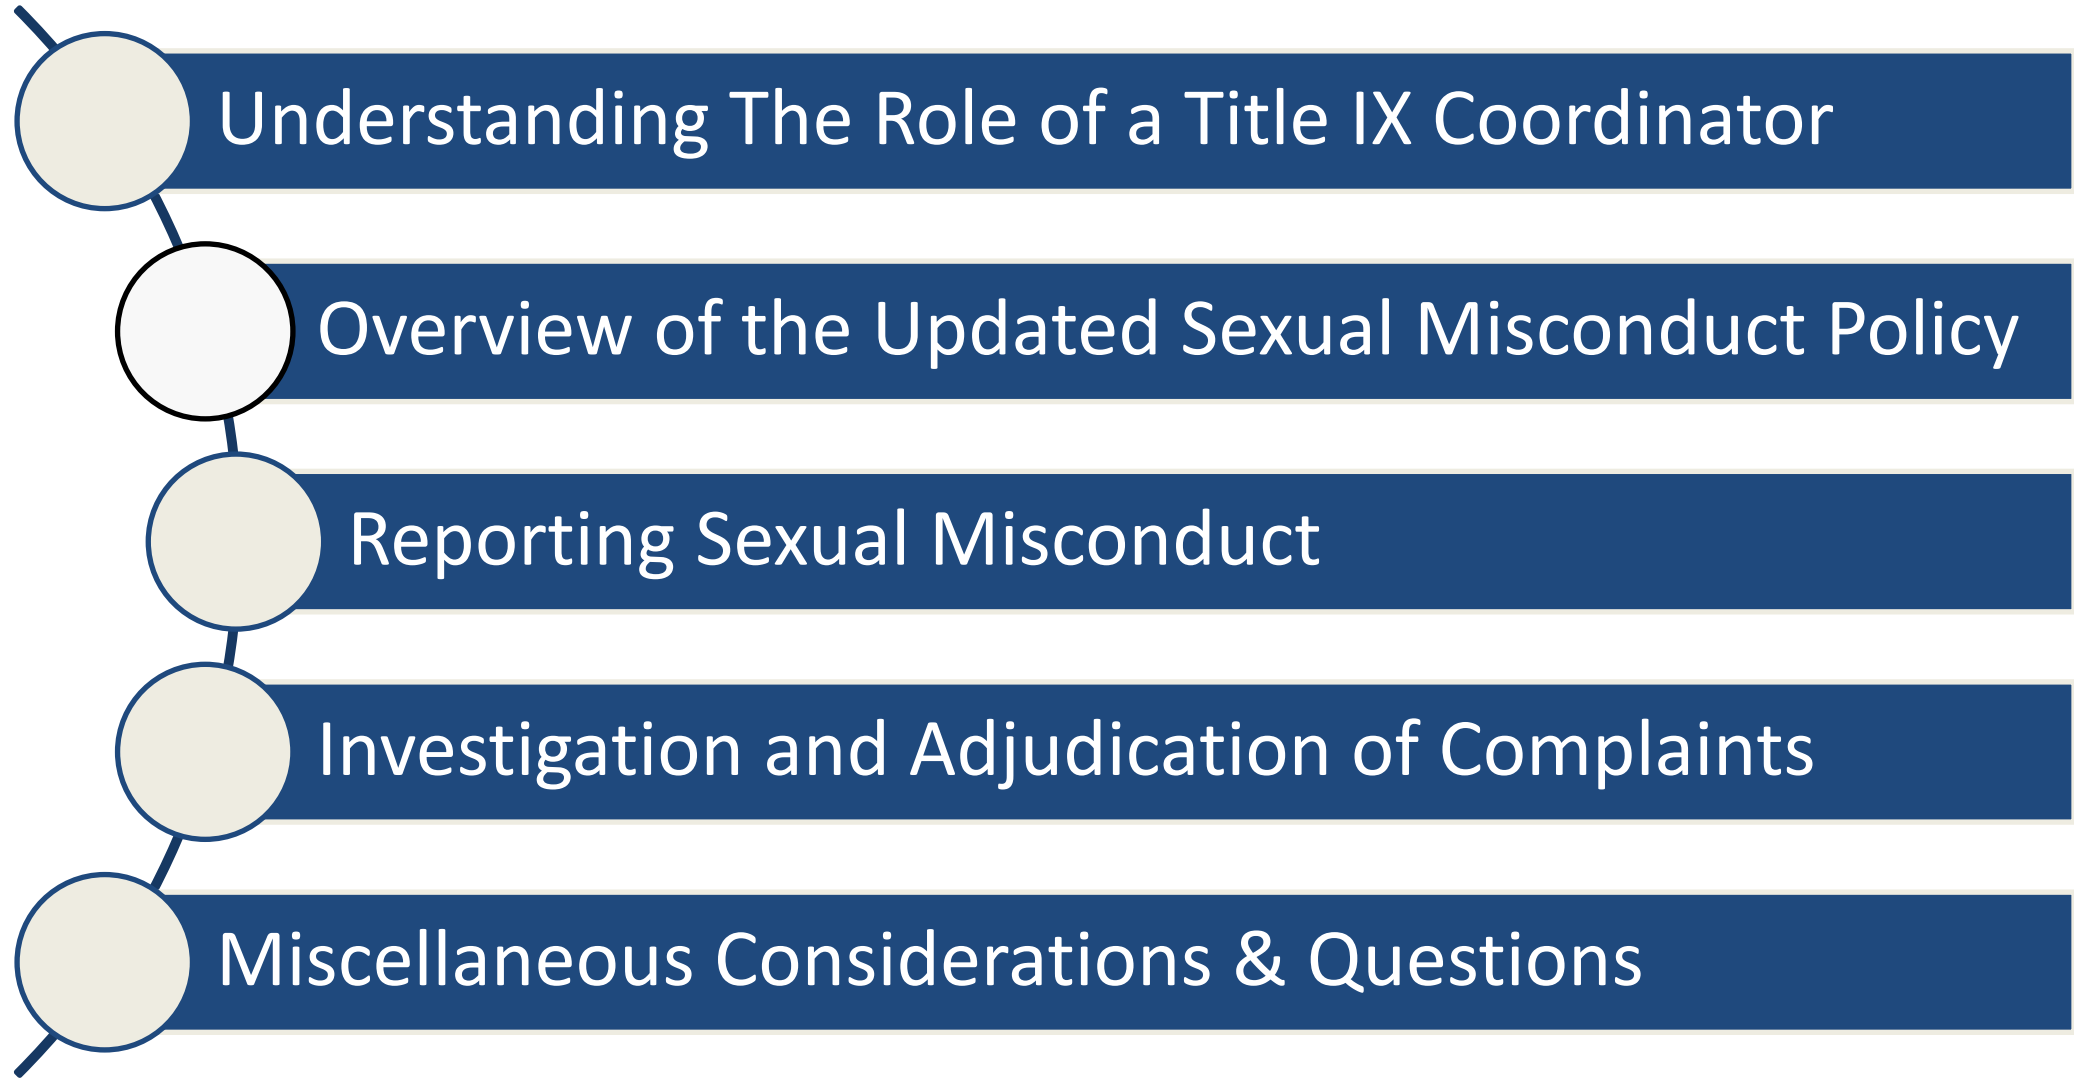 Understanding The Role of a Title IX Coordinator
Overview of the Updated Sexual Misconduct Policy
Reporting Sexual Misconduct
Investigation and Adjudication of Complaints
Miscellaneous Considerations & Questions